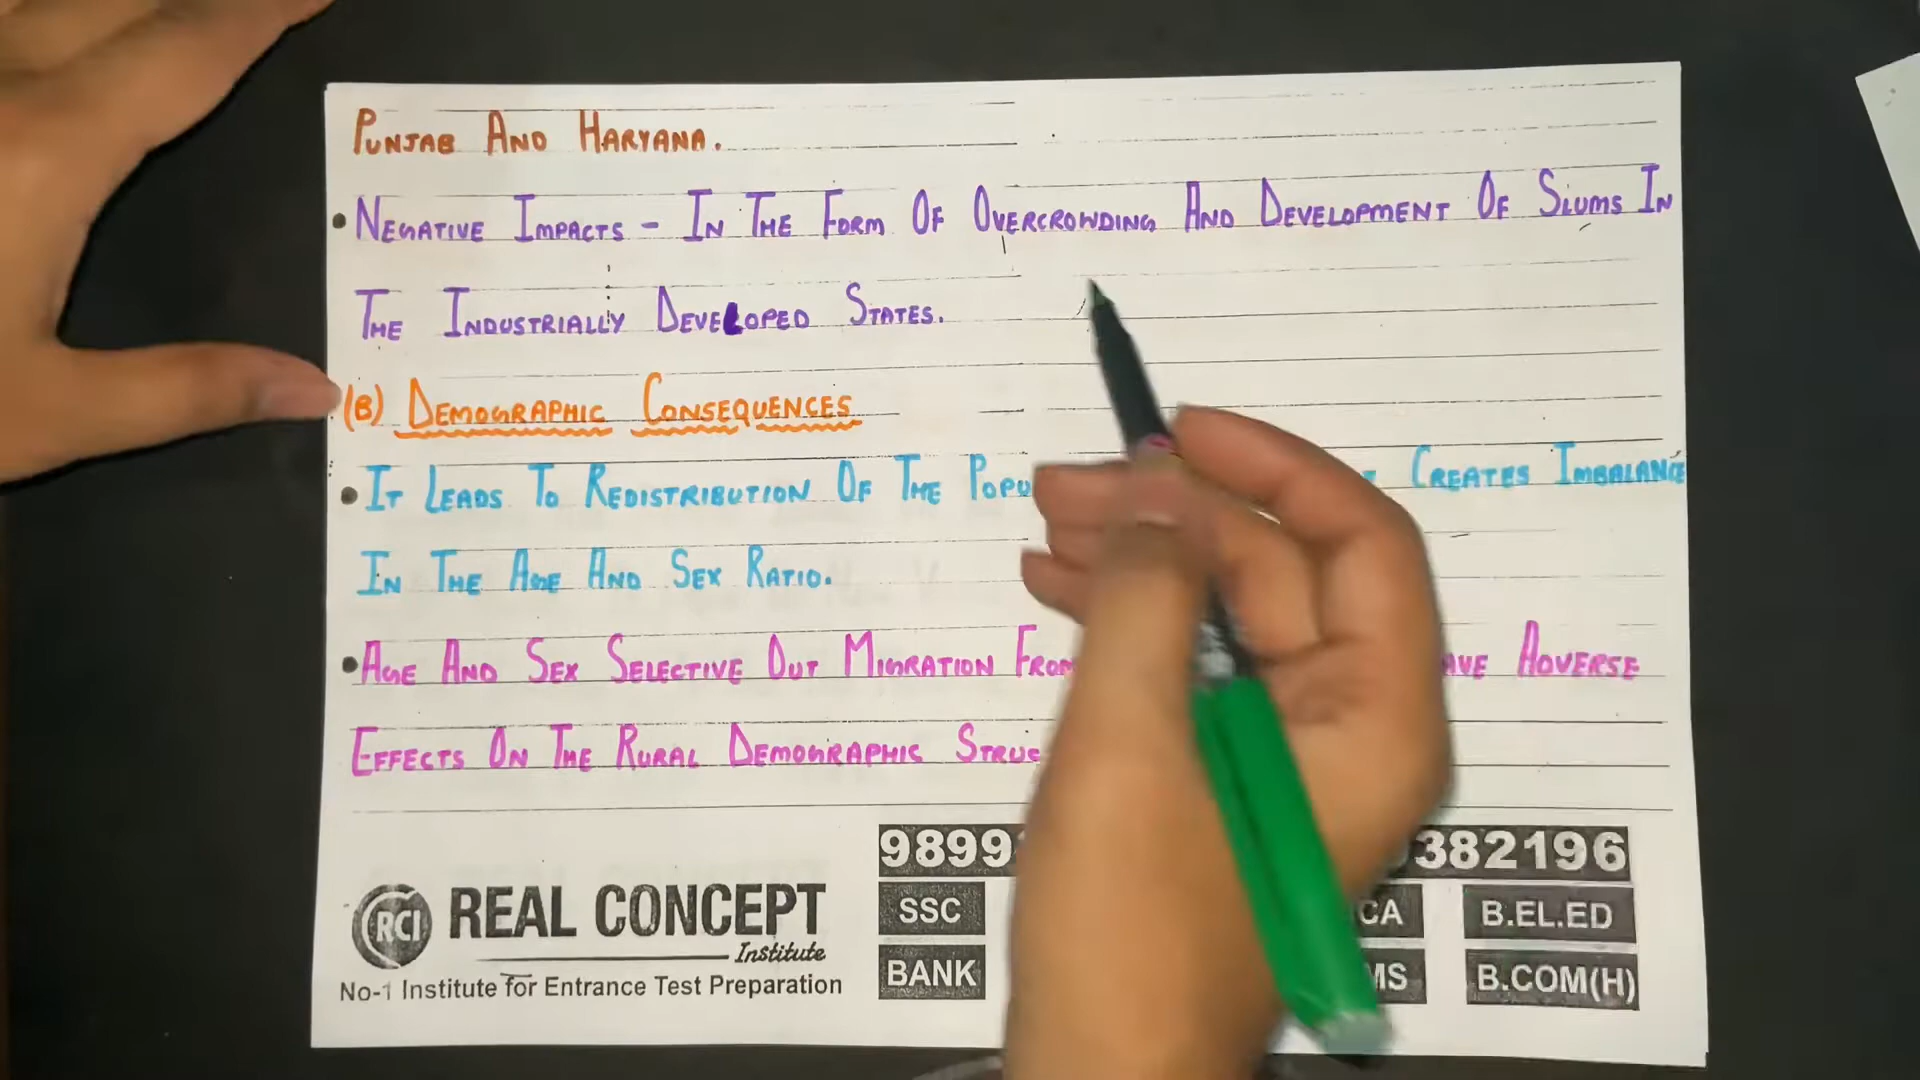 PUNJAB AND HARYANA.
• NEGATIVE IMPACTS - IN THE FORM OF OVERCROWDING AND DEVELOPMENT OF SLUMS IN
THE INDUSTRIALLY DEVELOPED STATES.
(B) DEMOGRAPHIC CONSEQUENCES
• IT LEADS TO REDISTRIBUTION OF THE CREATES IMBALANCE
IN THE AGE AND SEX RATIO.
• AGE AND SEX SELECTIVE OUT MIGRATION ADVERSE
EFFECTS ON THE RURAL DEMOGRAPHIC
9899 382196
RCI REAL CONCEPT
Institute
No-1 Institute for Entrance Test Preparation
SSC CA B.EL.ED
BANK MS B.COM(H)